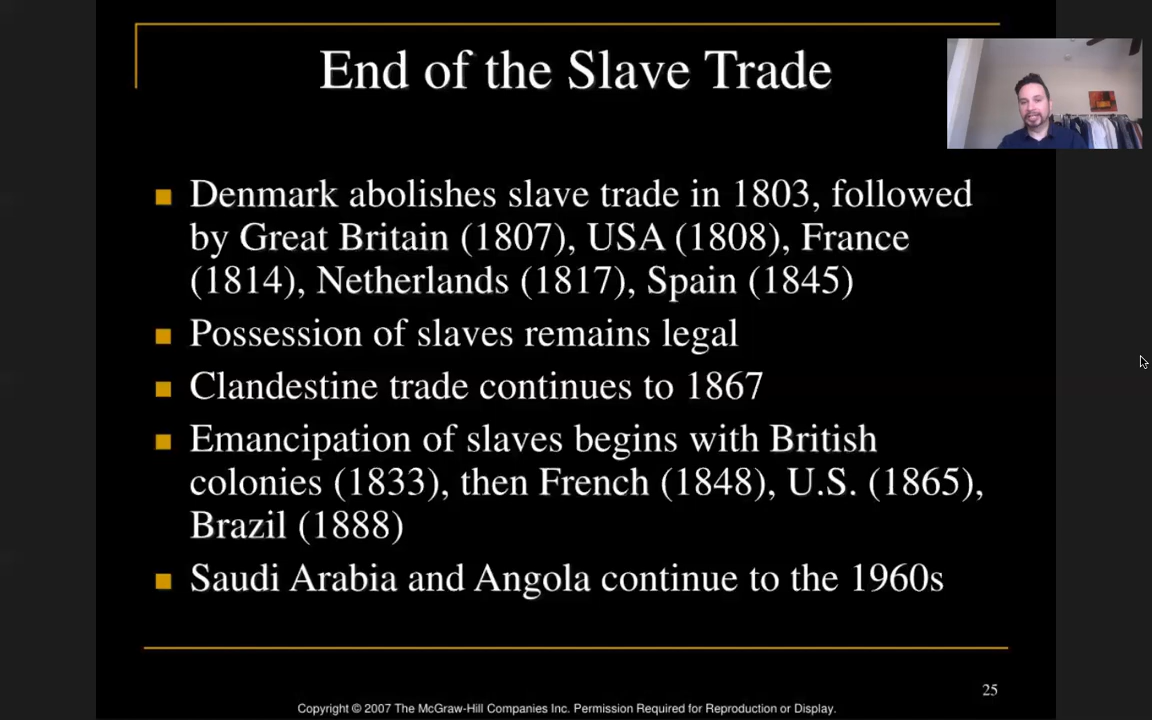 End of the Slave Trade
Denmark abolishes slave trade in 1803, followed
by Great Britain (1807), USA (1808), France
(1814), Netherlands (1817), Spain (1845)
Possession of slaves remains legal
Clandestine trade continues to 1867
Emancipation of slaves begins with British
colonies (1833), then French (1848), U.S. (1865),
Brazil (1888)
Saudi Arabia and Angola continue to the 1960s
25
Copyright © 2007 The McGraw-Hill Companies Inc. Permission Required for Reproduction or Display.